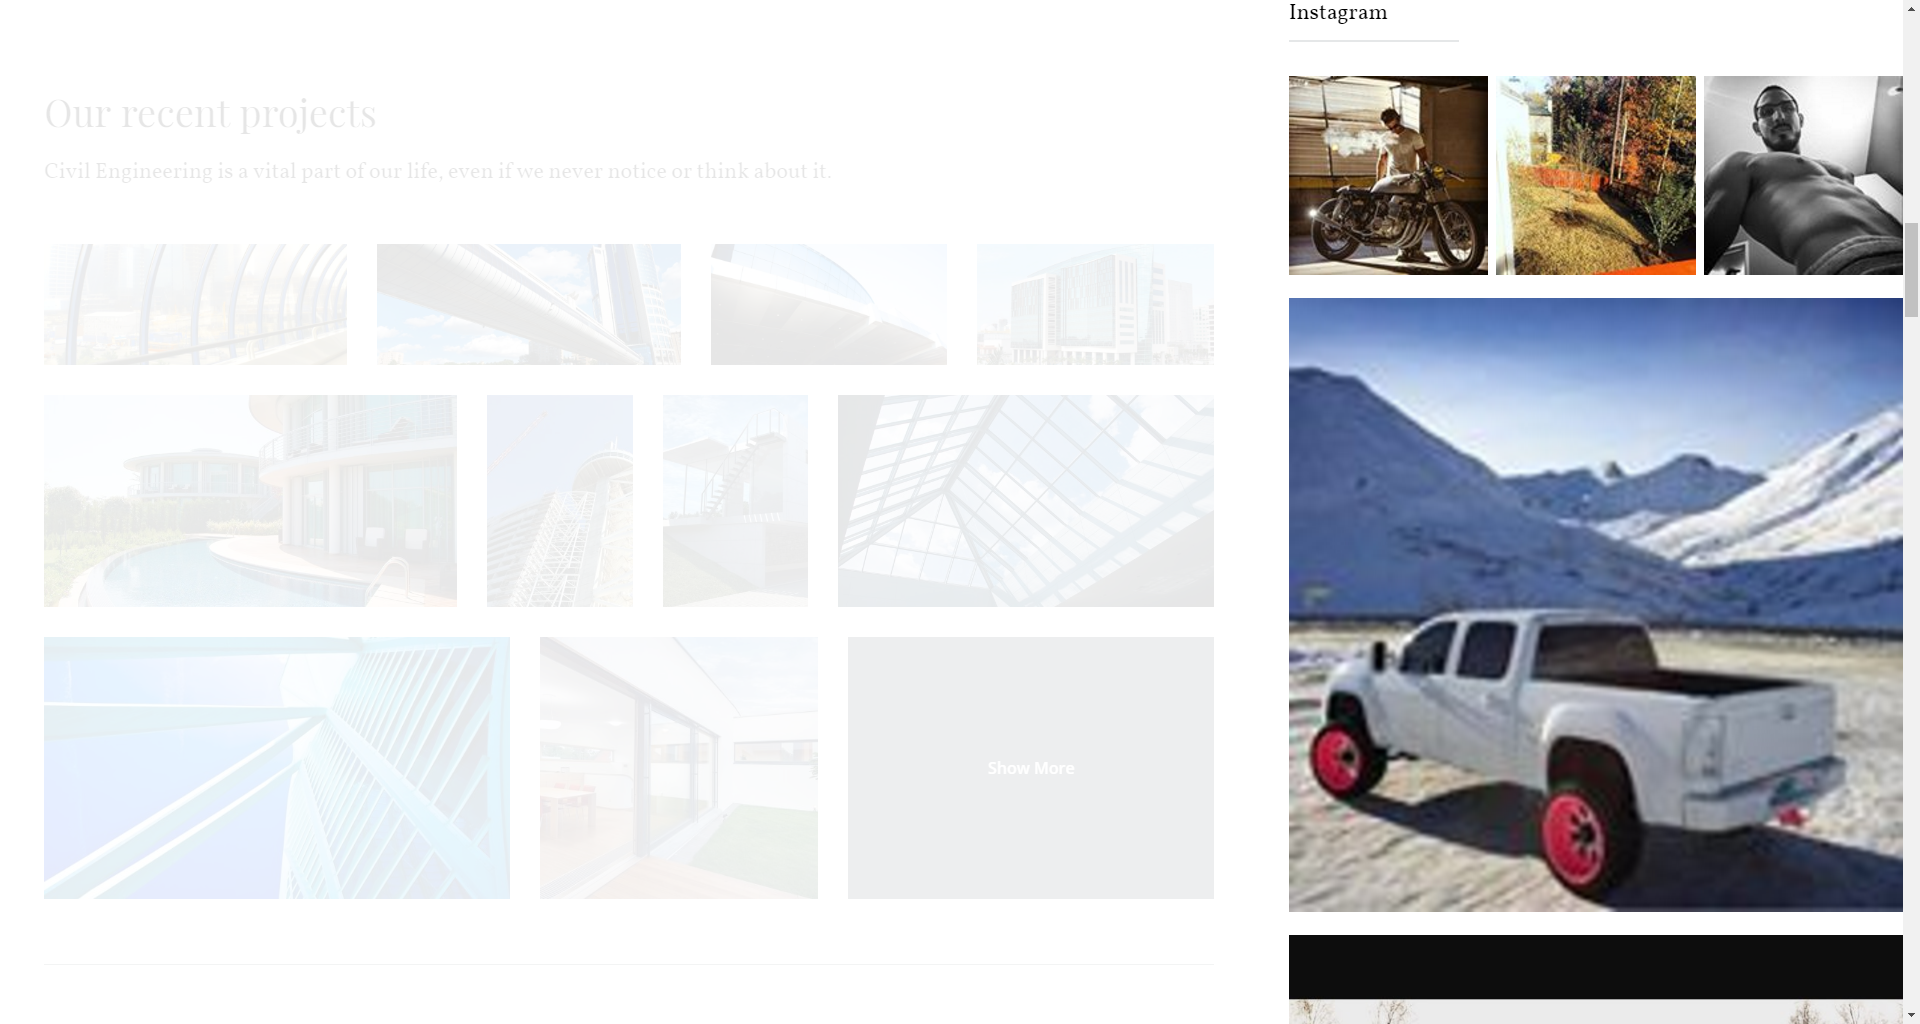 Instagram
Our recent projects
Civil Engineering is a vital part of our life, even if we never notice or think about it.
Show More